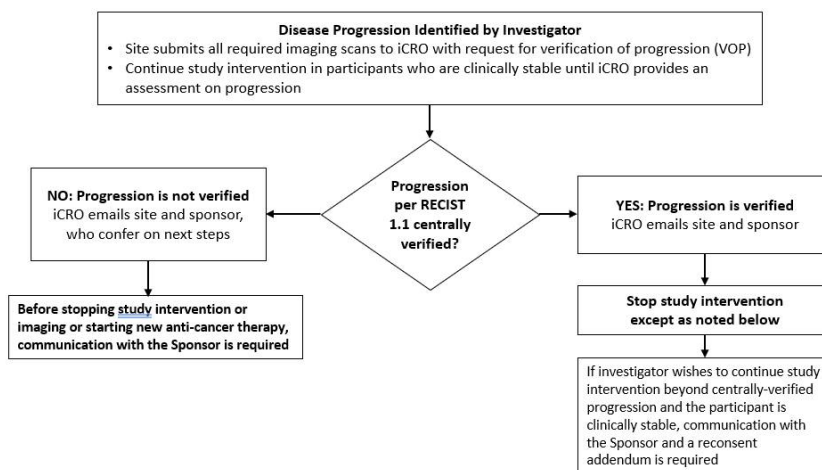 Disease Progression Identified by Investigator
• Site submits all required imaging scans to iCRO with request for verification of progression (VOP)
• Continue study intervention in participants who are clinically stable until iCRO provides an
assessment on progression
Progression
per RECIST
1.1 centrally
verified?
NO: Progression is not verified
iCRO emails site and sponsor,
who confer on next steps
Before stopping study intervention or
imaging or starting new anti-cancer therapy,
communication with the Sponsor is required
YES: Progression is verified
iCRO emails site and sponsor
Stop study intervention
except as noted below
If investigator wishes to continue study
intervention beyond centrally-verified
progression and the participant is
clinically stable, communication with
the Sponsor and a reconsent
addendum is required